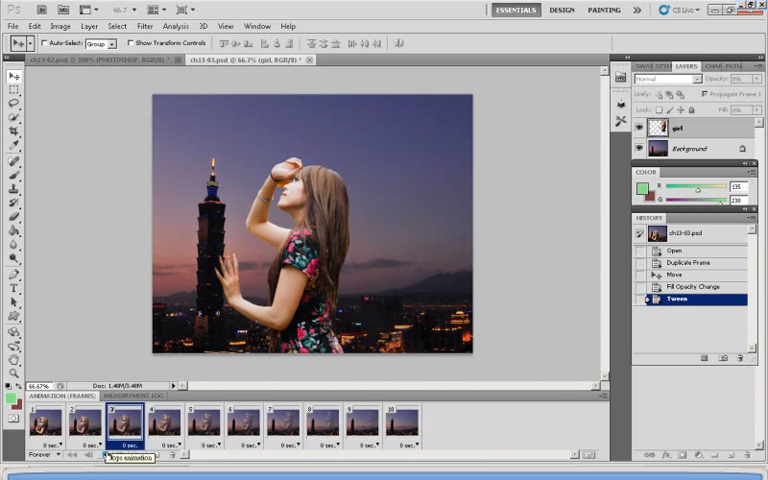 Ps 66.7
ESSENTIALS DESIGN PAINTING >> CS Live
File Edit Image Layer Select Filter Analysis 3D View Window Help
Auto-Select: Group Show Transform Controls
ch13-02.psd @ 100% (PHOTOSHOP, RGB/8) * ch13-03.psd @ 66.7% (girl, RGB/8) *
LAYERS PATH
Normal Opacity:
Unify: Propagate Frame 1
Lock: Fill:
girl
Background
COLOR
R 135
G 230
HISTORY
ch13-03.psd
Open
Duplicate Frame
Move
Fill Opacity Change
Tween
66.67% Doc: 1.40M/3.40M
ANIMATION (FRAMES) MEASUREMENT LOG
1 2 3 4 5 6 7 8 9 10
0 sec. 0 sec. 0 sec. 0 sec. 0 sec. 0 sec. 0 sec. 0 sec. 0 sec. 0 sec.
Forever
animation